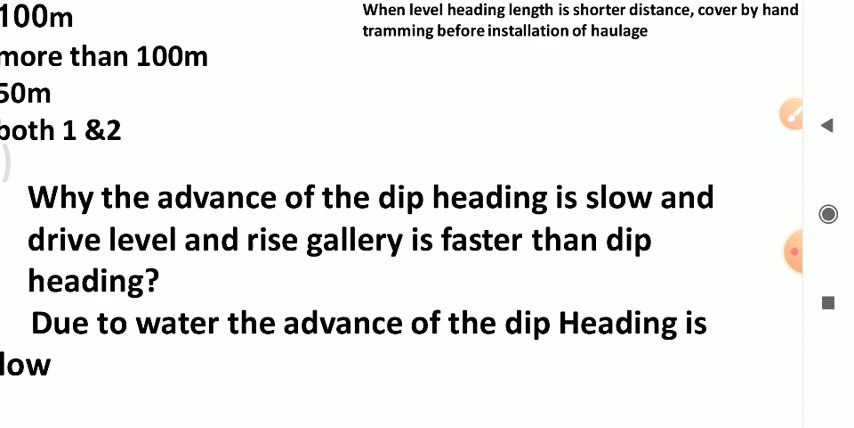 100m
When level heading length is shorter distance, cover by hand
tramming before installation of haulage
more than 100m
50m
both 1 &2
Why the advance of the dip heading is slow and
drive level and rise gallery is faster than dip
heading?
Due to water the advance of the dip Heading is
low